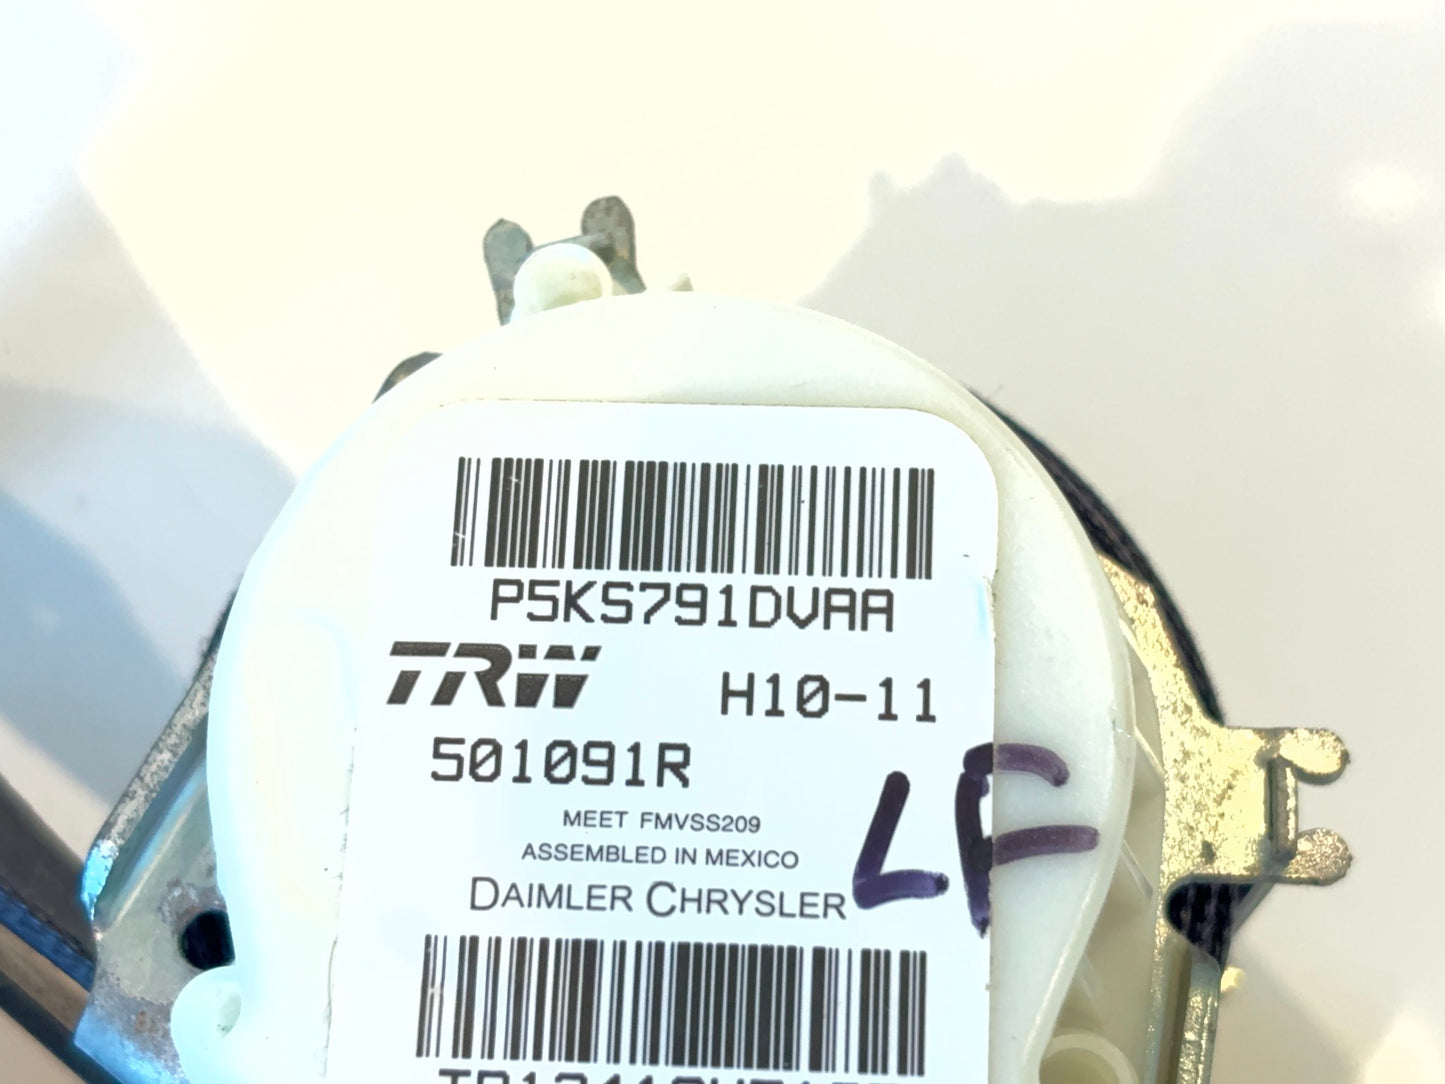 P5KS791DVAA
TRW H10-11
501091R
MEET FMVSS209
ASSEMBLED IN MEXICO
DAIMLER CHRYSLER
LF